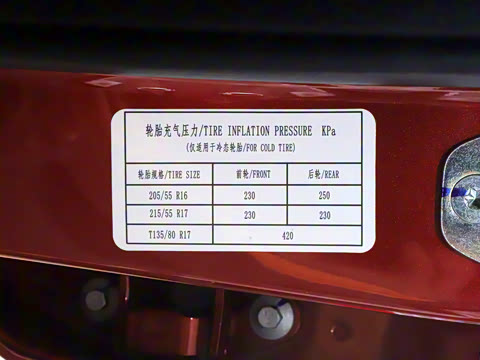 轮胎充气压力/TIRE INFLATION PRESSURE KPa
(仅适用于冷态轮胎/FOR COLD TIRE)
轮胎规格/TIRE SIZE 前轮/FRONT 后轮/REAR
205/55 R16 230 250
215/55 R17 230 230
T135/80 R17 420